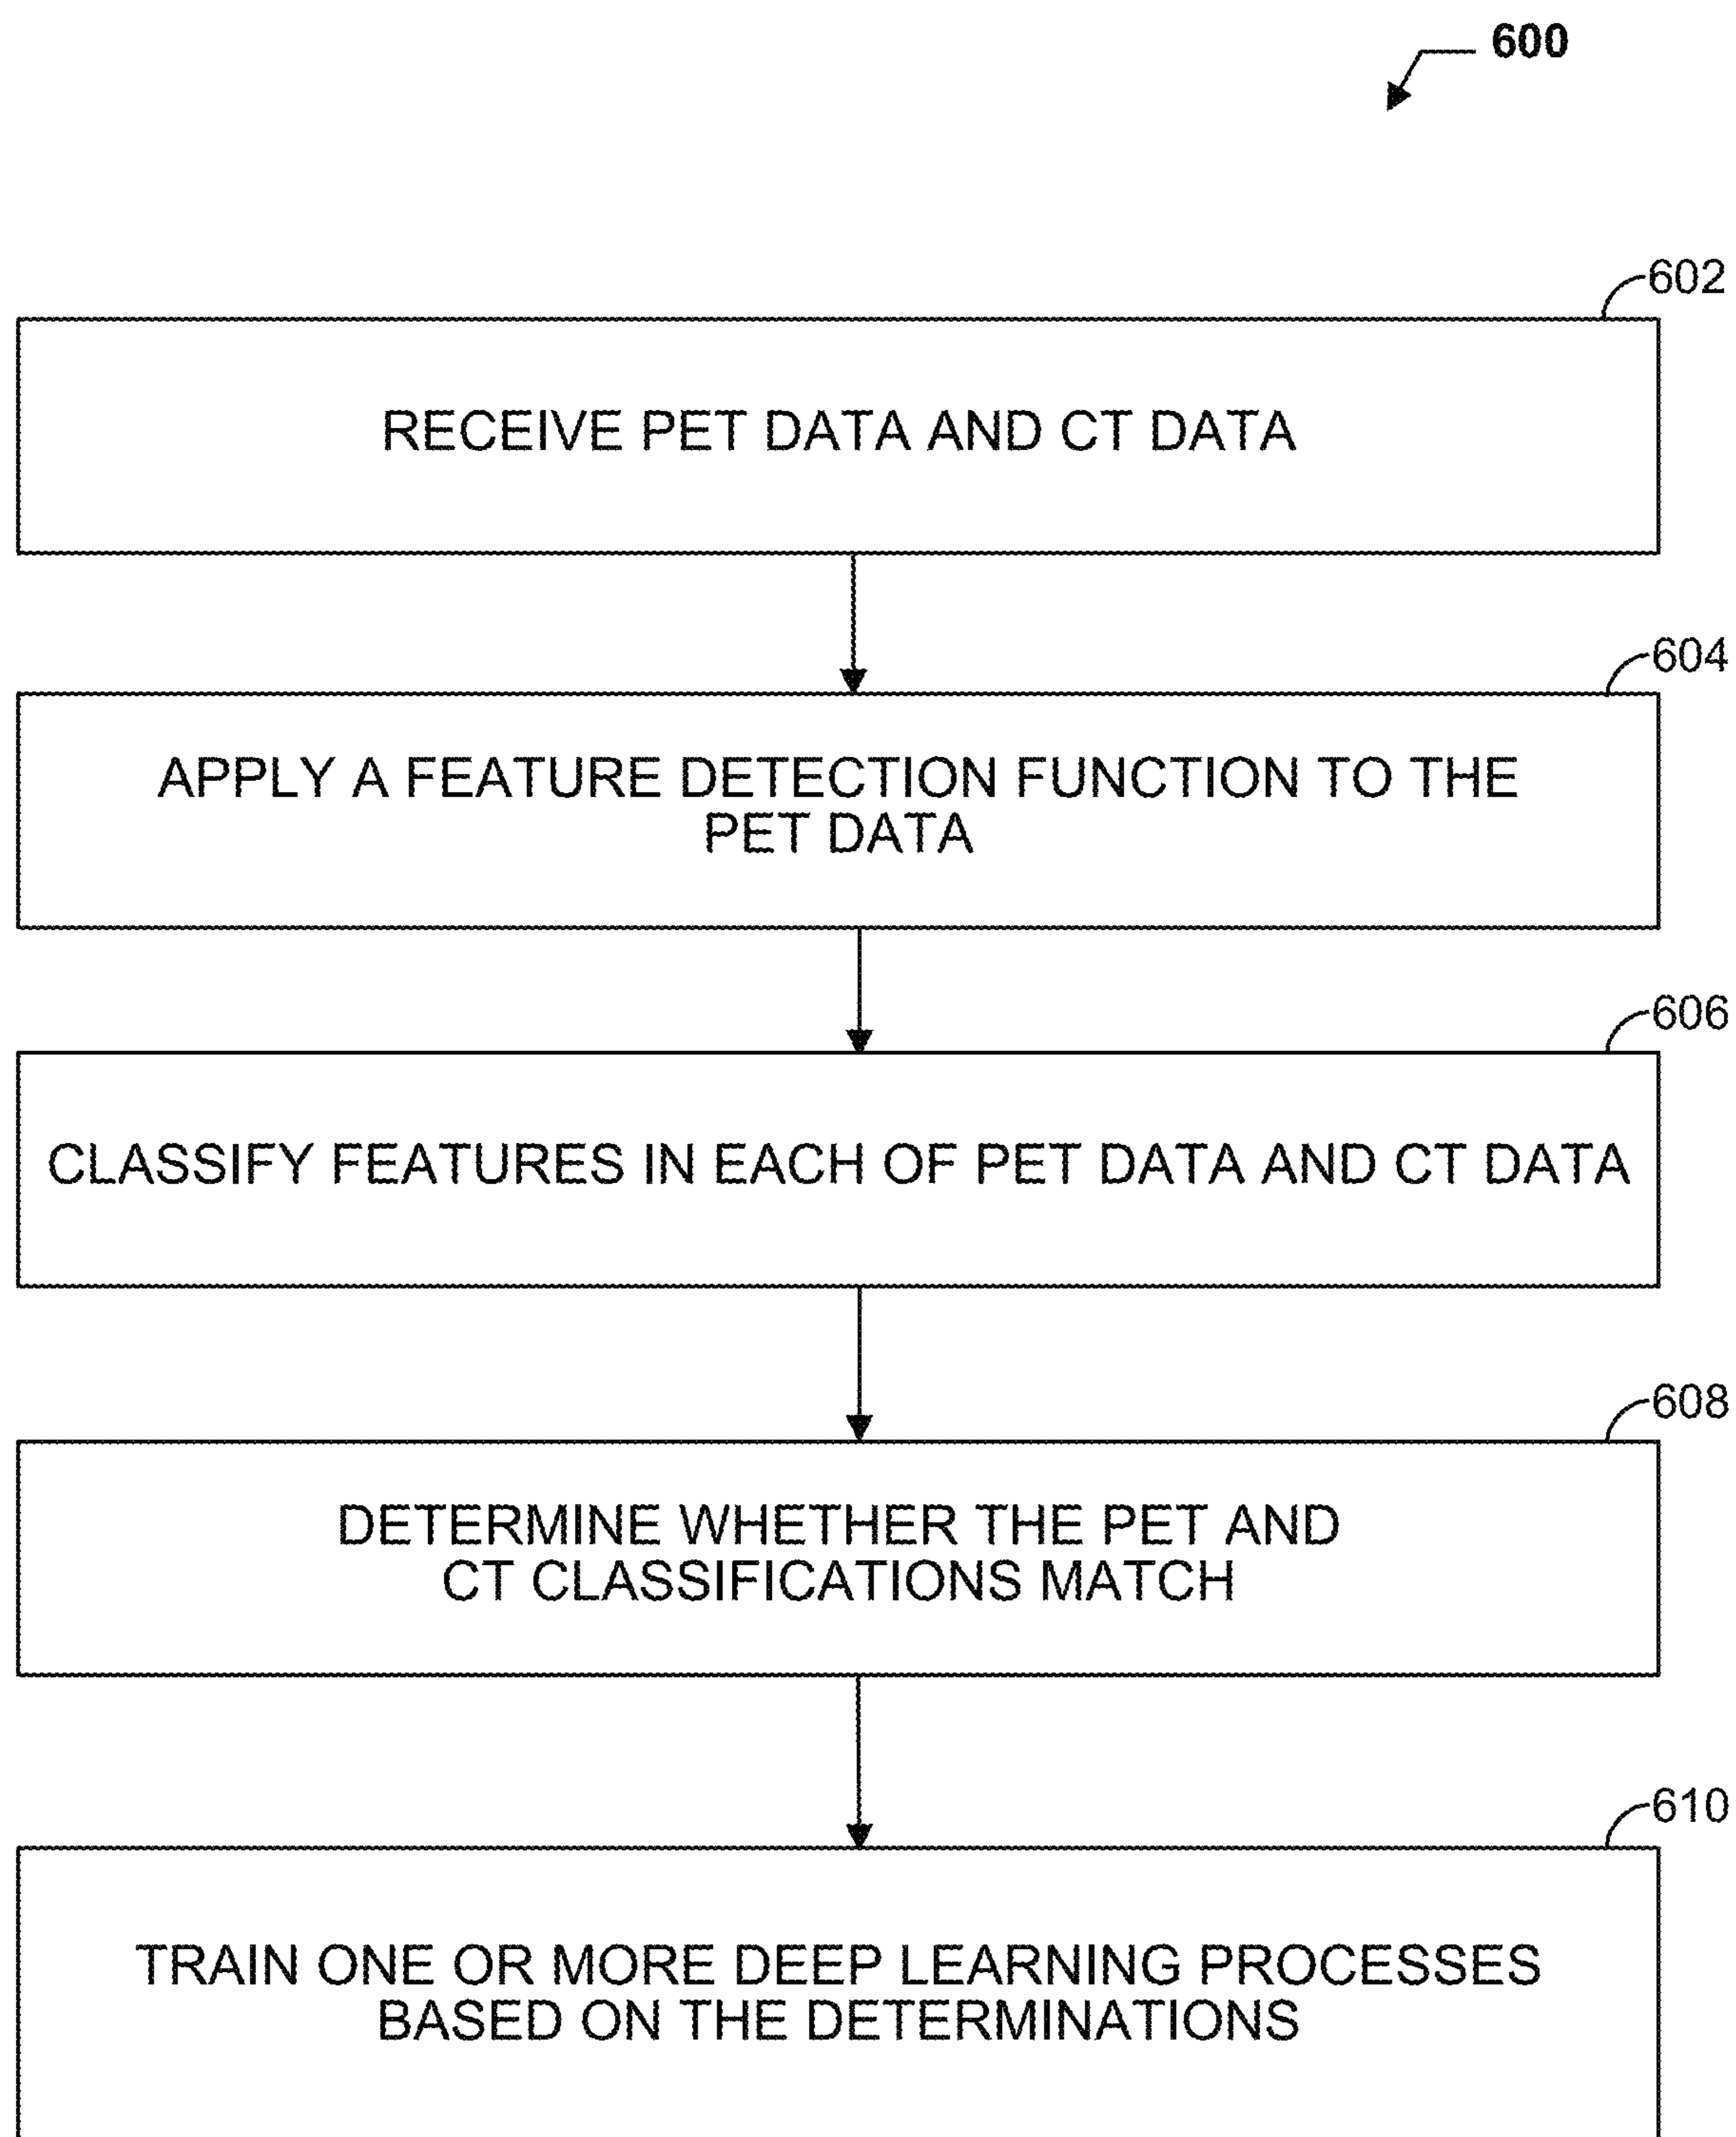 600
602
RECEIVE PET DATA AND CT DATA
604
APPLY A FEATURE DETECTION FUNCTION TO THE
PET DATA
606
CLASSIFY FEATURES IN EACH OF PET DATA AND CT DATA
608
DETERMINE WHETHER THE PET AND
CT CLASSIFICATIONS MATCH
610
TRAIN ONE OR MORE DEEP LEARNING PROCESSES
BASED ON THE DETERMINATIONS